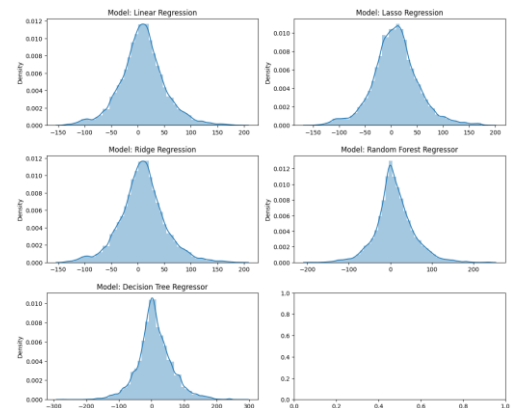 Model: Linear Regression
0.012
0.010
0.008
0.006
0.004
0.002
0.000
Density
-150 -100 -50 0 50 100 150 200
Model: Lasso Regression
0.010
0.008
0.006
0.004
0.002
0.000
Density
-150 -100 -50 0 50 100 150 200
Model: Ridge Regression
0.012
0.010
0.008
0.006
0.004
0.002
0.000
Density
-150 -100 -50 0 50 100 150 200
Model: Random Forest Regressor
0.012
0.010
0.008
0.006
0.004
0.002
0.000
Density
-200 -100 0 100 200
Model: Decision Tree Regressor
0.010
0.008
0.006
0.004
0.002
0.000
Density
-300 -200 -100 0 100 200 300
1.0
0.8
0.6
0.4
0.2
0.0
0.0 0.2 0.4 0.6 0.8 1.0